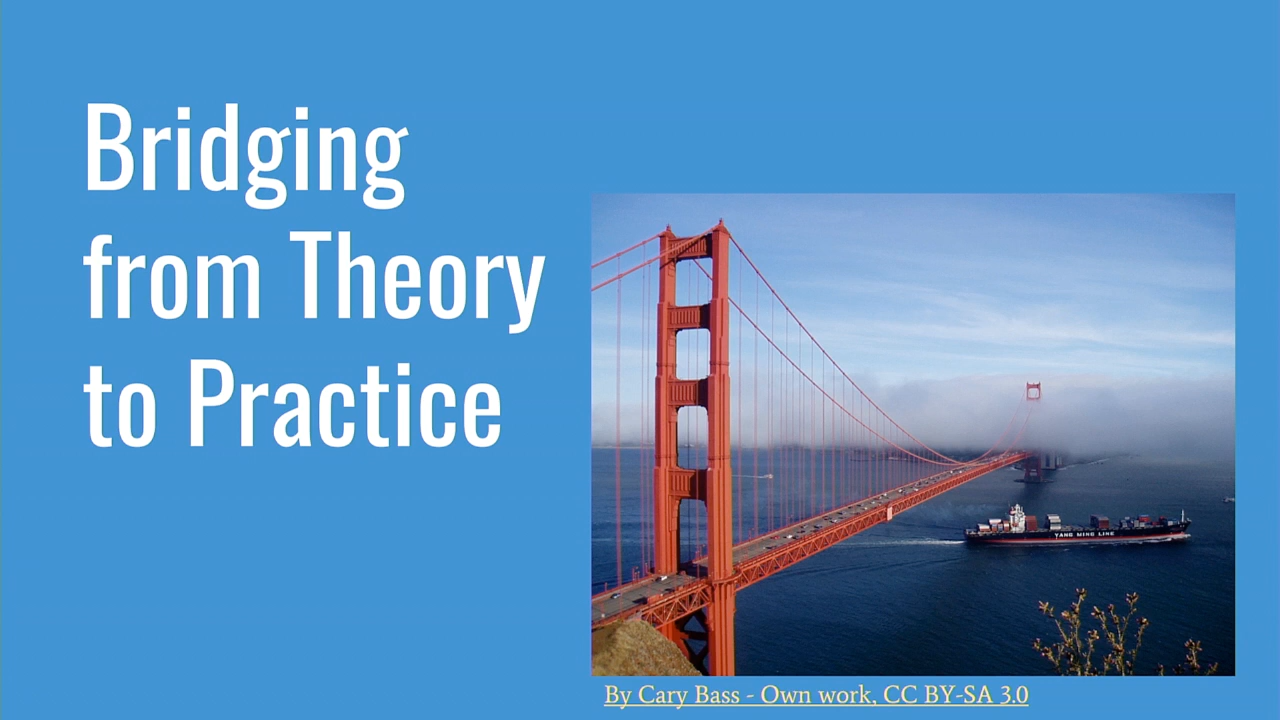 Bridging
from Theory
to Practice
YANG MING LINE
By Cary Bass - Own work, CC BY-SA 3.0